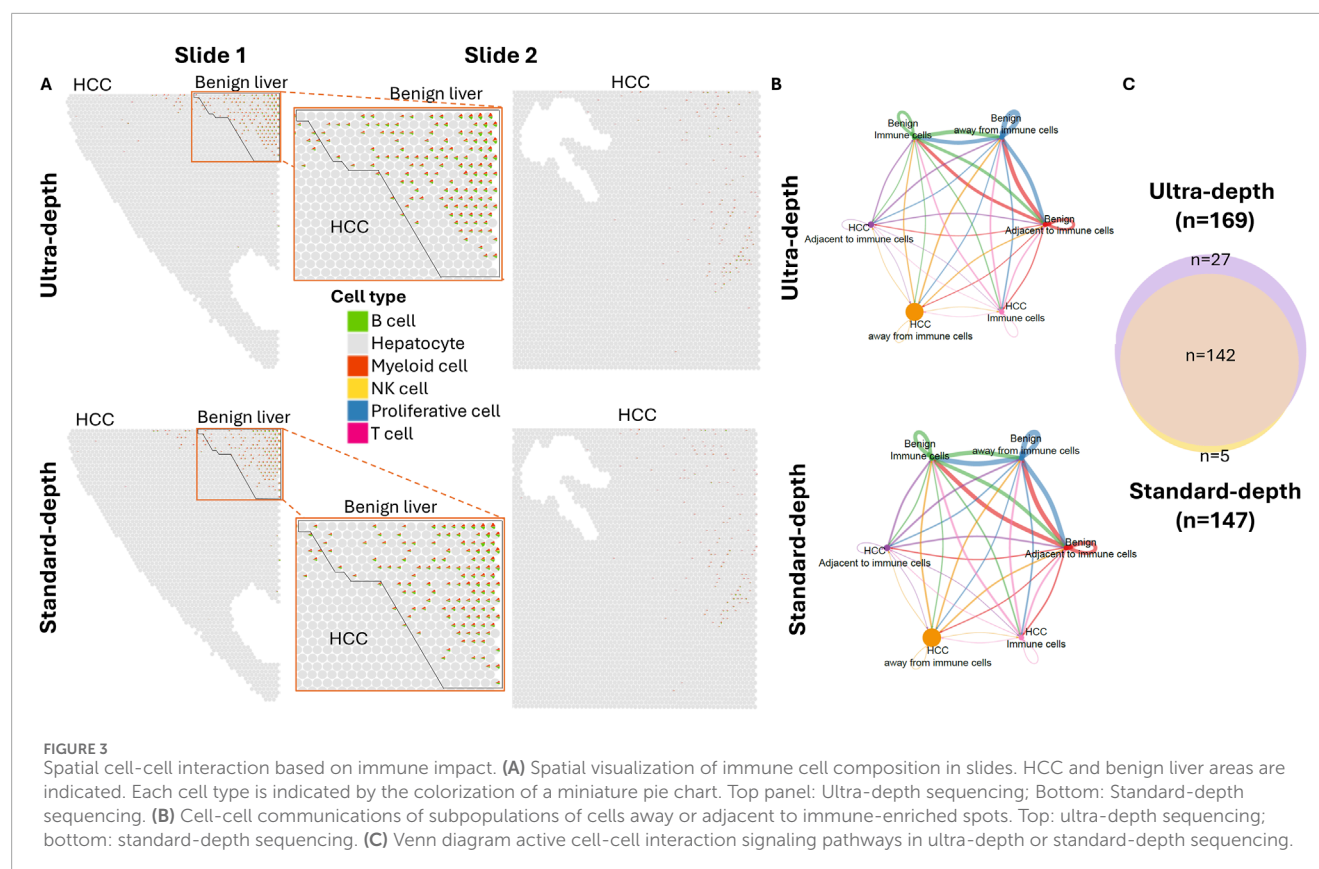 Slide 1
Slide 2
A
HCC
Benign liver
Benign liver
HCC
HCC
Ultra-depth
Cell type
B cell
Hepatocyte
Myeloid cell
NK cell
Proliferative cell
T cell
HCC
Benign liver
Benign liver
HCC
HCC
Standard-depth
B
Benign
Immune cells
Benign
away from immune cells
HCC
Adjacent to immune cells
Benign
Adjacent to immune cells
HCC
away from immune cells
HCC
Immune cells
Ultra-depth
Benign
Immune cells
Benign
away from immune cells
HCC
Adjacent to immune cells
Benign
Adjacent to immune cells
HCC
away from immune cells
HCC
Immune cells
Standard-depth
C
Ultra-depth
(n=169)
n=27
n=142
n=5
Standard-depth
(n=147)
FIGURE 3
Spatial cell-cell interaction based on immune impact. (A) Spatial visualization of immune cell composition in slides. HCC and benign liver areas are
indicated. Each cell type is indicated by the colorization of a miniature pie chart. Top panel: Ultra-depth sequencing; Bottom: Standard-depth
sequencing. (B) Cell-cell communications of subpopulations of cells away or adjacent to immune-enriched spots. Top: ultra-depth sequencing;
bottom: standard-depth sequencing. (C) Venn diagram active cell-cell interaction signaling pathways in ultra-depth or standard-depth sequencing.